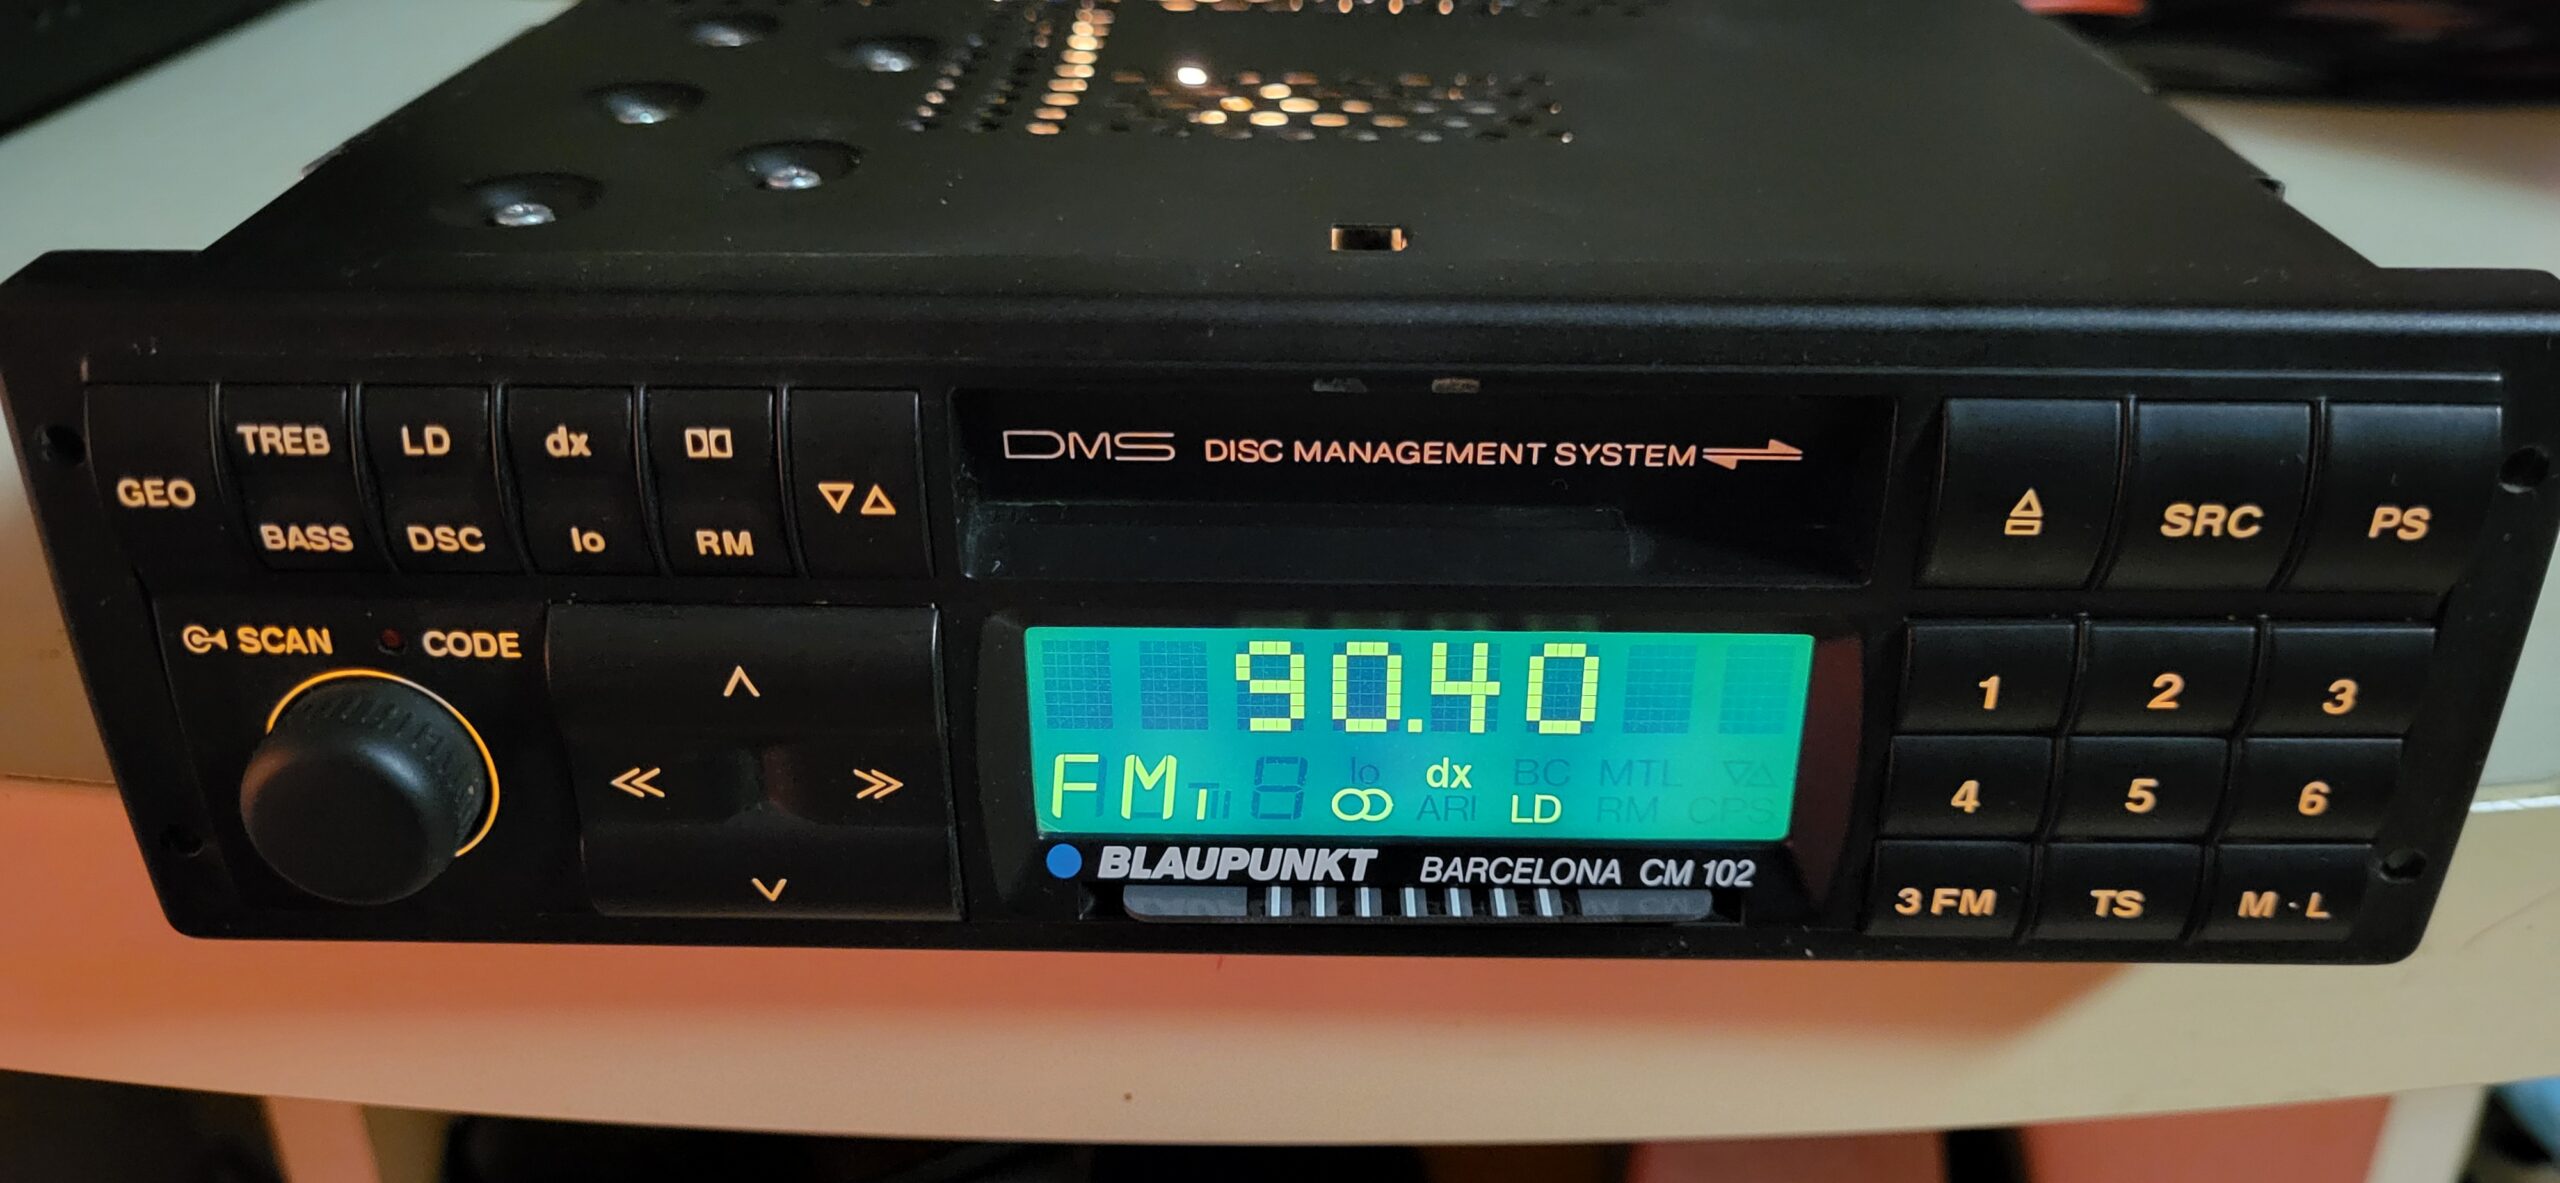 GEO
TREB
BASS
LD
DSC
dx
lo
RM
DMS DISC MANAGEMENT SYSTEM
SRC
PS
SCAN
CODE
90.40
FM I
lo dx BC MTL
ARI LD RM CPS
BLAUPUNKT BARCELONA CM 102
1 2 3
4 5 6
3 FM TS M·L